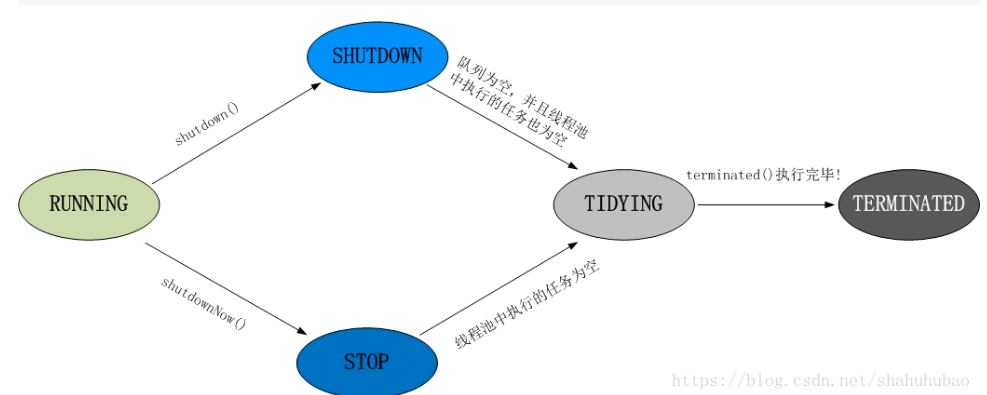 SHUTDOWN
队列为空，并且线程池
中执行的任务也为空
shutdown()
terminated()执行完毕!
RUNNING
TIDYING
TERMINATED
shutdownNow()
线程池中执行的任务为空
STOP
https://blog.csdn.net/shahuhubao